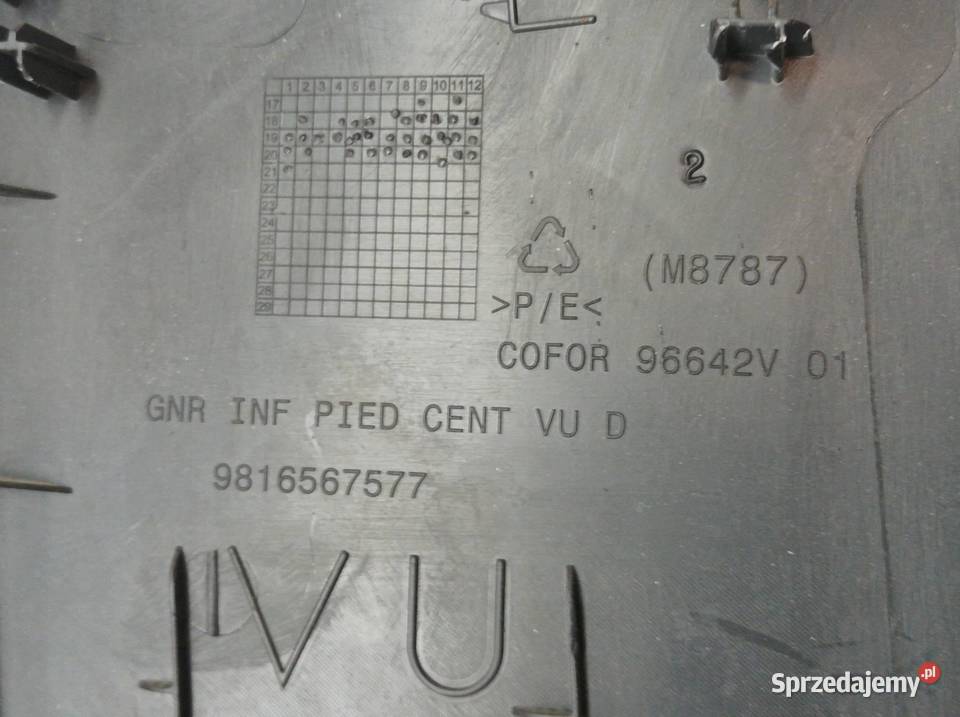 1 2 3 4 5 6 7 8 9 10 11 12
17
18
19
20
21
22
23
24
25
26
27
28
29
2
(M8787)
>P/E<
COFOR 96642V 01
GNR INF PIED CENT VU D
9816567577
VU
Sprzedajemy.pl